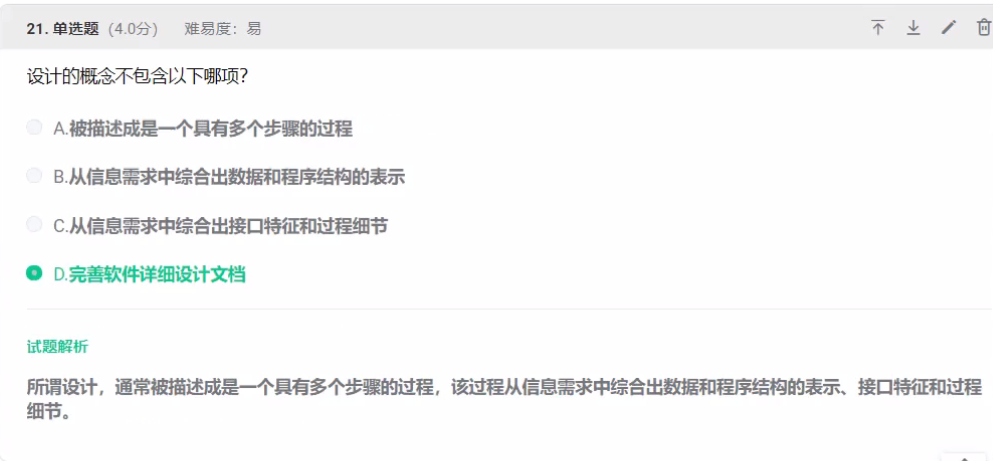 21. 单选题 (4.0分) 难易度：易
设计的概念不包含以下哪项?
A.被描述成是一个具有多个步骤的过程
B.从信息需求中综合出数据和程序结构的表示
C.从信息需求中综合出接口特征和过程细节
D.完善软件详细设计文档
试题解析
所谓设计，通常被描述成是一个具有多个步骤的过程，该过程从信息需求中综合出数据和程序结构的表示、接口特征和过程
细节。